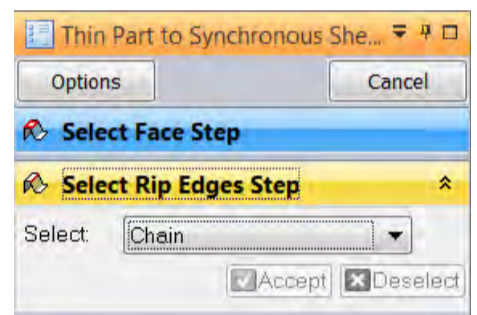 Thin Part to Synchronous She...
Options Cancel
Select Face Step
Select Rip Edges Step
Select: Chain
Accept Deselect